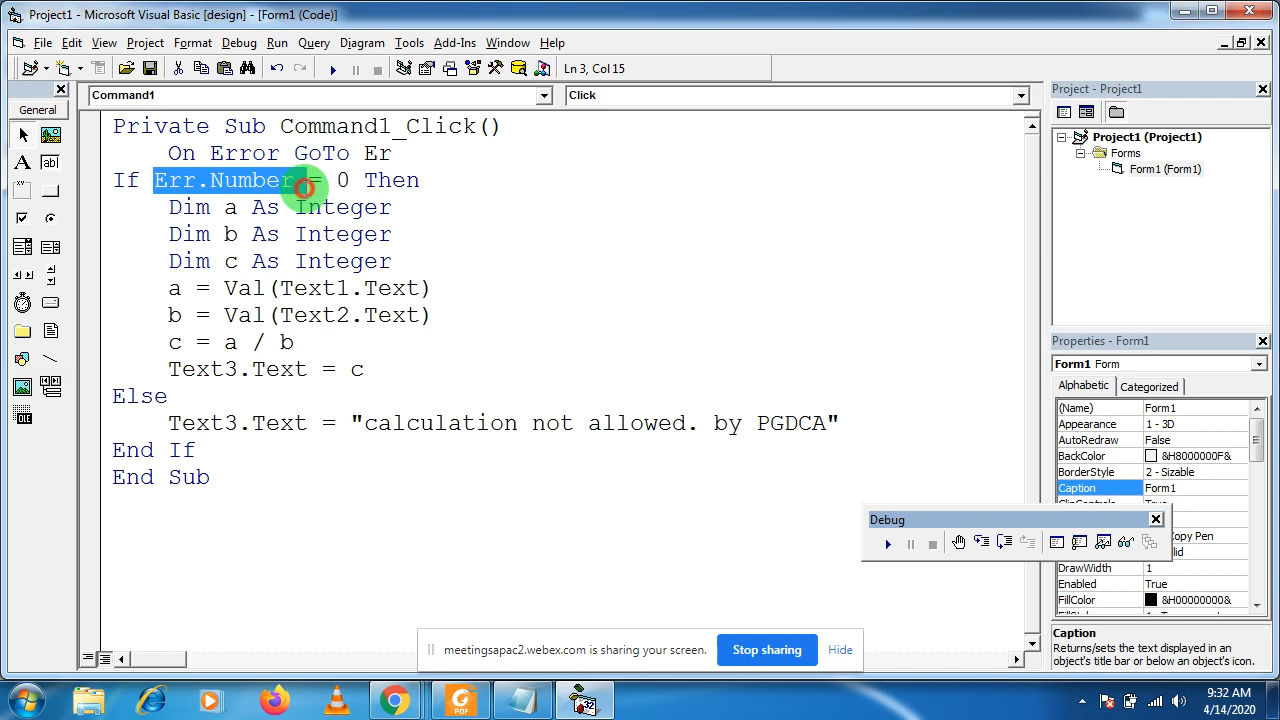 Project1 - Microsoft Visual Basic [design] - [Form1 (Code)]
File Edit View Project Format Debug Run Query Diagram Tools Add-Ins Window Help
Ln 3, Col 15
General
Command1
Click
Private Sub Command1_Click()
On Error GoTo Er
If Err.Number = 0 Then
Dim a As Integer
Dim b As Integer
Dim c As Integer
a = Val(Text1.Text)
b = Val(Text2.Text)
c = a / b
Text3.Text = c
Else
Text3.Text = "calculation not allowed. by PGDCA"
End If
End Sub
Project - Project1
Project1 (Project1)
Forms
Form1 (Form1)
Properties - Form1
Form1 Form
Alphabetic Categorized
(Name) Form1
Appearance 1 - 3D
AutoRedraw False
BackColor &H8000000F&
BorderStyle 2 - Sizable
Caption Form1
True
Debug
opy Pen
lid
DrawWidth 1
Enabled True
FillColor &H00000000&
Caption
Returns/sets the text displayed in an object's title bar or below an object's icon.
meetingsapac2.webex.com is sharing your screen. Stop sharing Hide
PDF
9:32 AM
4/14/2020